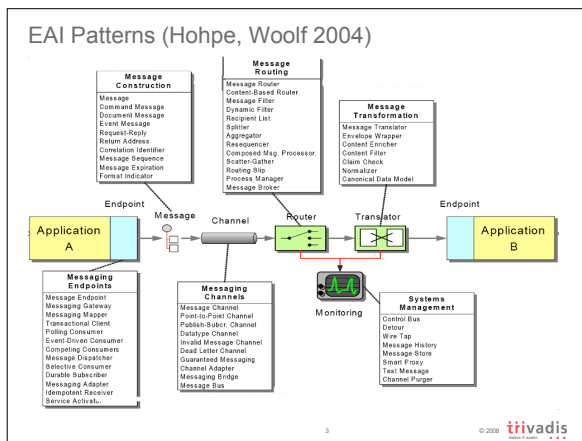 EAI Patterns (Hohpe, Woolf 2004)
Message
Construction
Message
Command Message
Document Message
Event Message
Request-Reply
Return Address
Correlation Identifier
Message Sequence
Message Expiration
Format Indicator
Message
Routing
Message Router
Content-Based Router
Message Filter
Dynamic Filter
Recipient List
Splitter
Aggregator
Resequencer
Composed Msg. Processor.
Scatter-Gather
Routing Slip
Process Manager
Message Broker
Message
Transformation
Message Translator
Envelope Wrapper
Content Enricher
Content Filter
Claim Check
Normalizer
Canonical Data Model
Endpoint
Message
Channel
Router
Translator
Endpoint
Application
A
Application
B
Messaging
Endpoints
Message Endpoint
Messaging Gateway
Messaging Mapper
Transactional Client
Polling Consumer
Event-Driven Consumer
Competing Consumers
Message Dispatcher
Selective Consumer
Durable Subscriber
Messaging Adapter
Idempotent Receiver
Messaging
Channels
Message Channel
Point-to-Point Channel
Publish-Subcr. Channel
Datatype Channel
Invalid Message Channel
Dead Letter Channel
Guaranteed Messaging
Channel Adapter
Messaging Bridge
Message Bus
Monitoring
Systems
Management
Control Bus
Detour
Wire Tap
Message History
Message Store
Smart Proxy
Test Message
Channel Purger
3
© 2008
trivadis